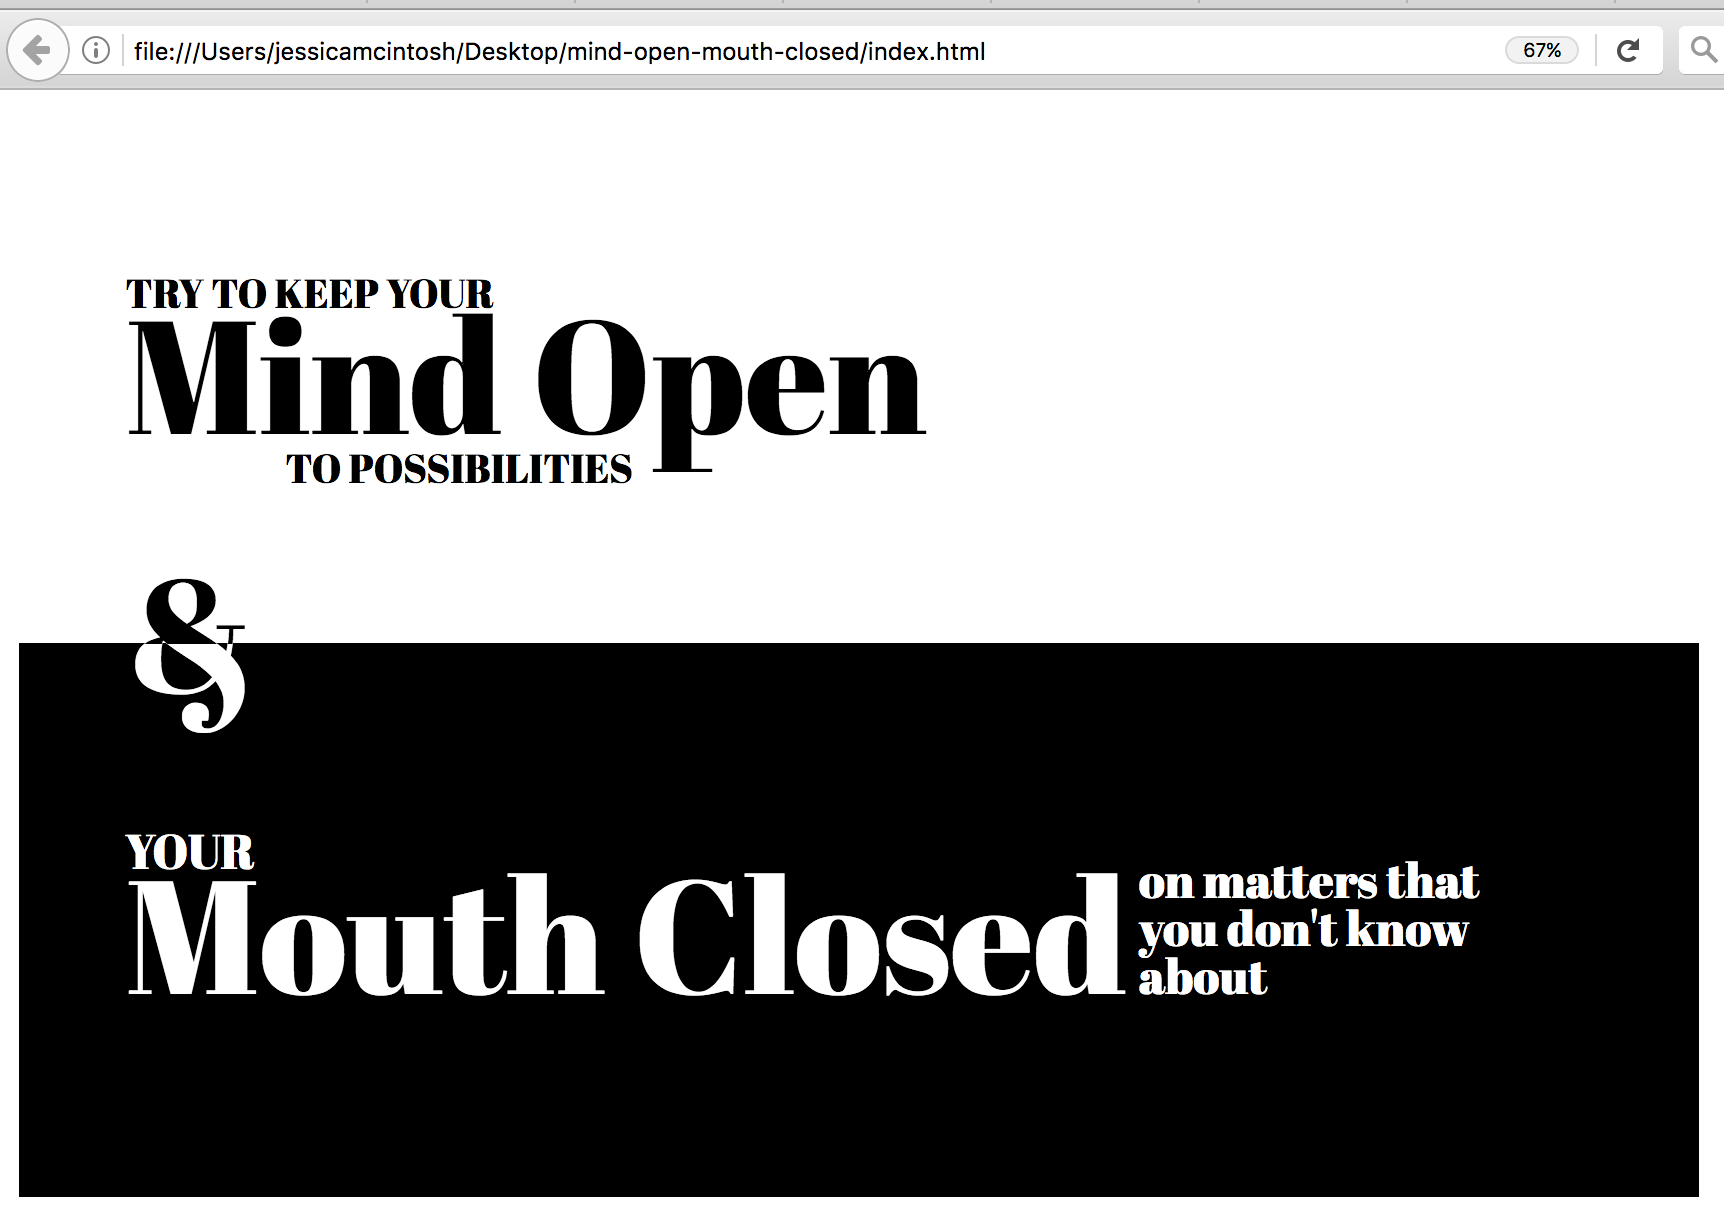 file:///Users/jessicamcintosh/Desktop/mind-open-mouth-closed/index.html 67%
TRY TO KEEP YOUR
Mind Open
TO POSSIBILITIES
&
YOUR
Mouth Closed
on matters that
you don't know
about